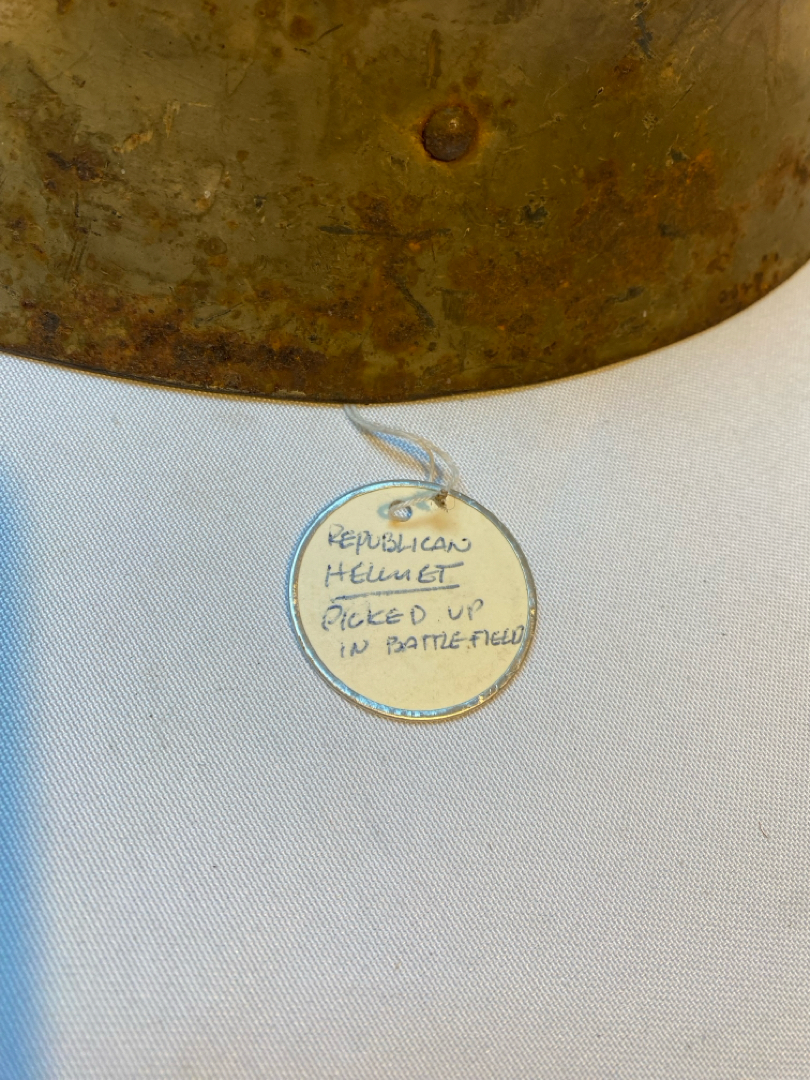 REPUBLICAN
HELMET
PICKED UP
IN BATTLEFIELD